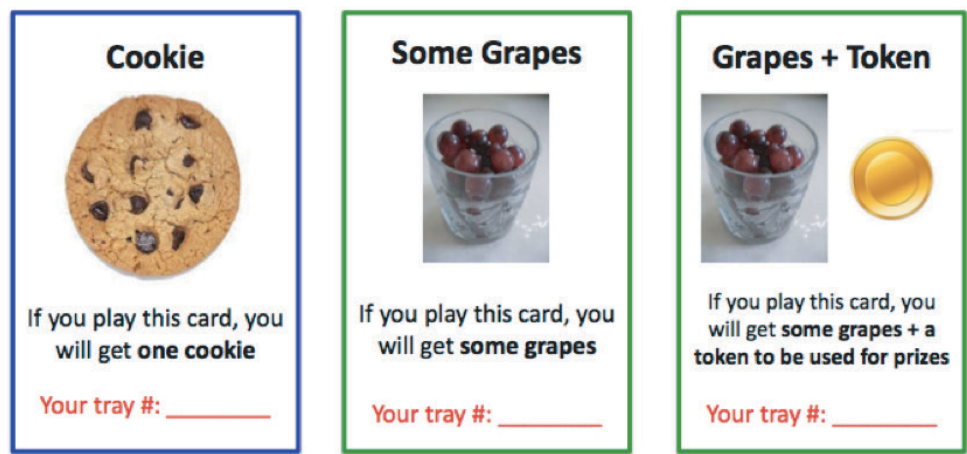 Cookie
If you play this card, you
will get one cookie
Your tray #: ________
Some Grapes
If you play this card, you
will get some grapes
Your tray #: ________
Grapes + Token
If you play this card, you
will get some grapes + a
token to be used for prizes
Your tray #: ________